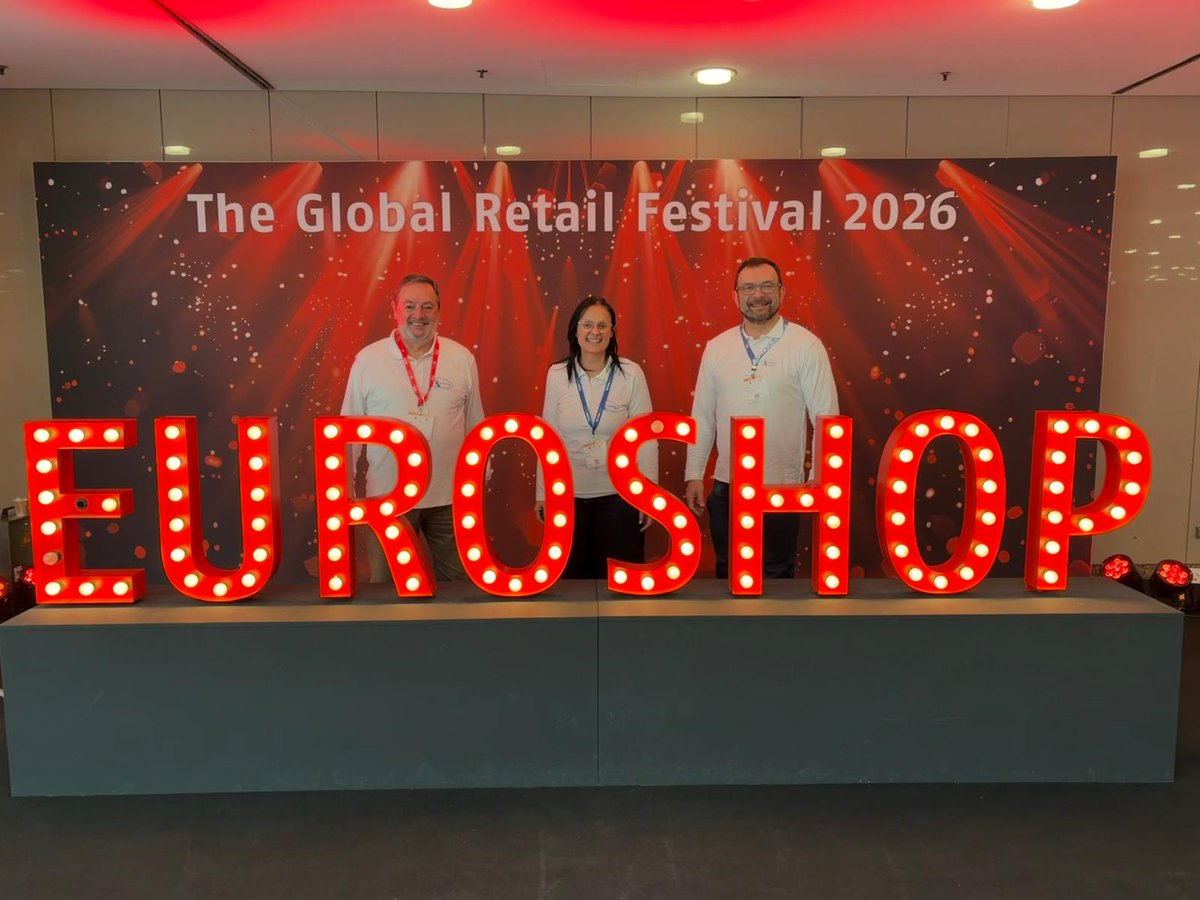 The Global Retail Festival 2026
EUROSHOP